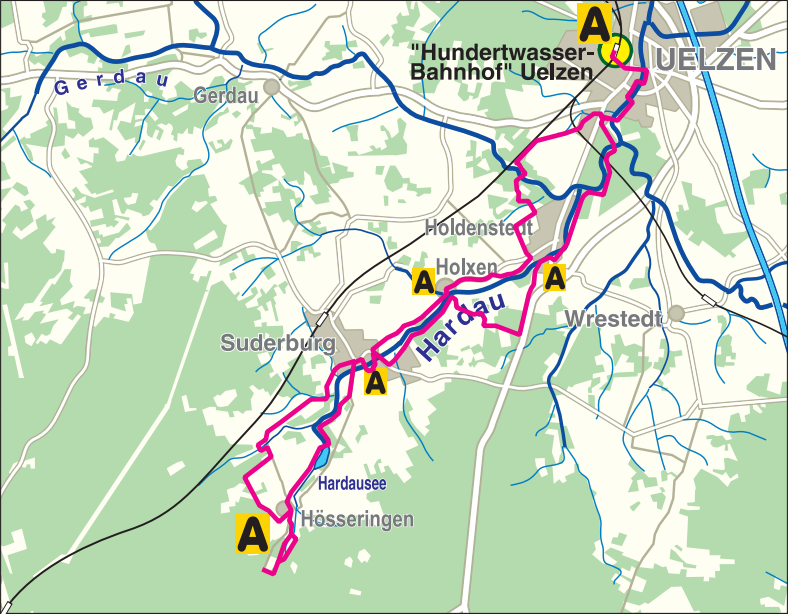 A
"Hundertwasser-
Bahnhof" Uelzen
UELZEN
Gerdau
Gerdau
Holdenstedt
Holxen
A
A
Hardau
Wrestedt
Suderburg
A
Hardausee
A
Hösseringen